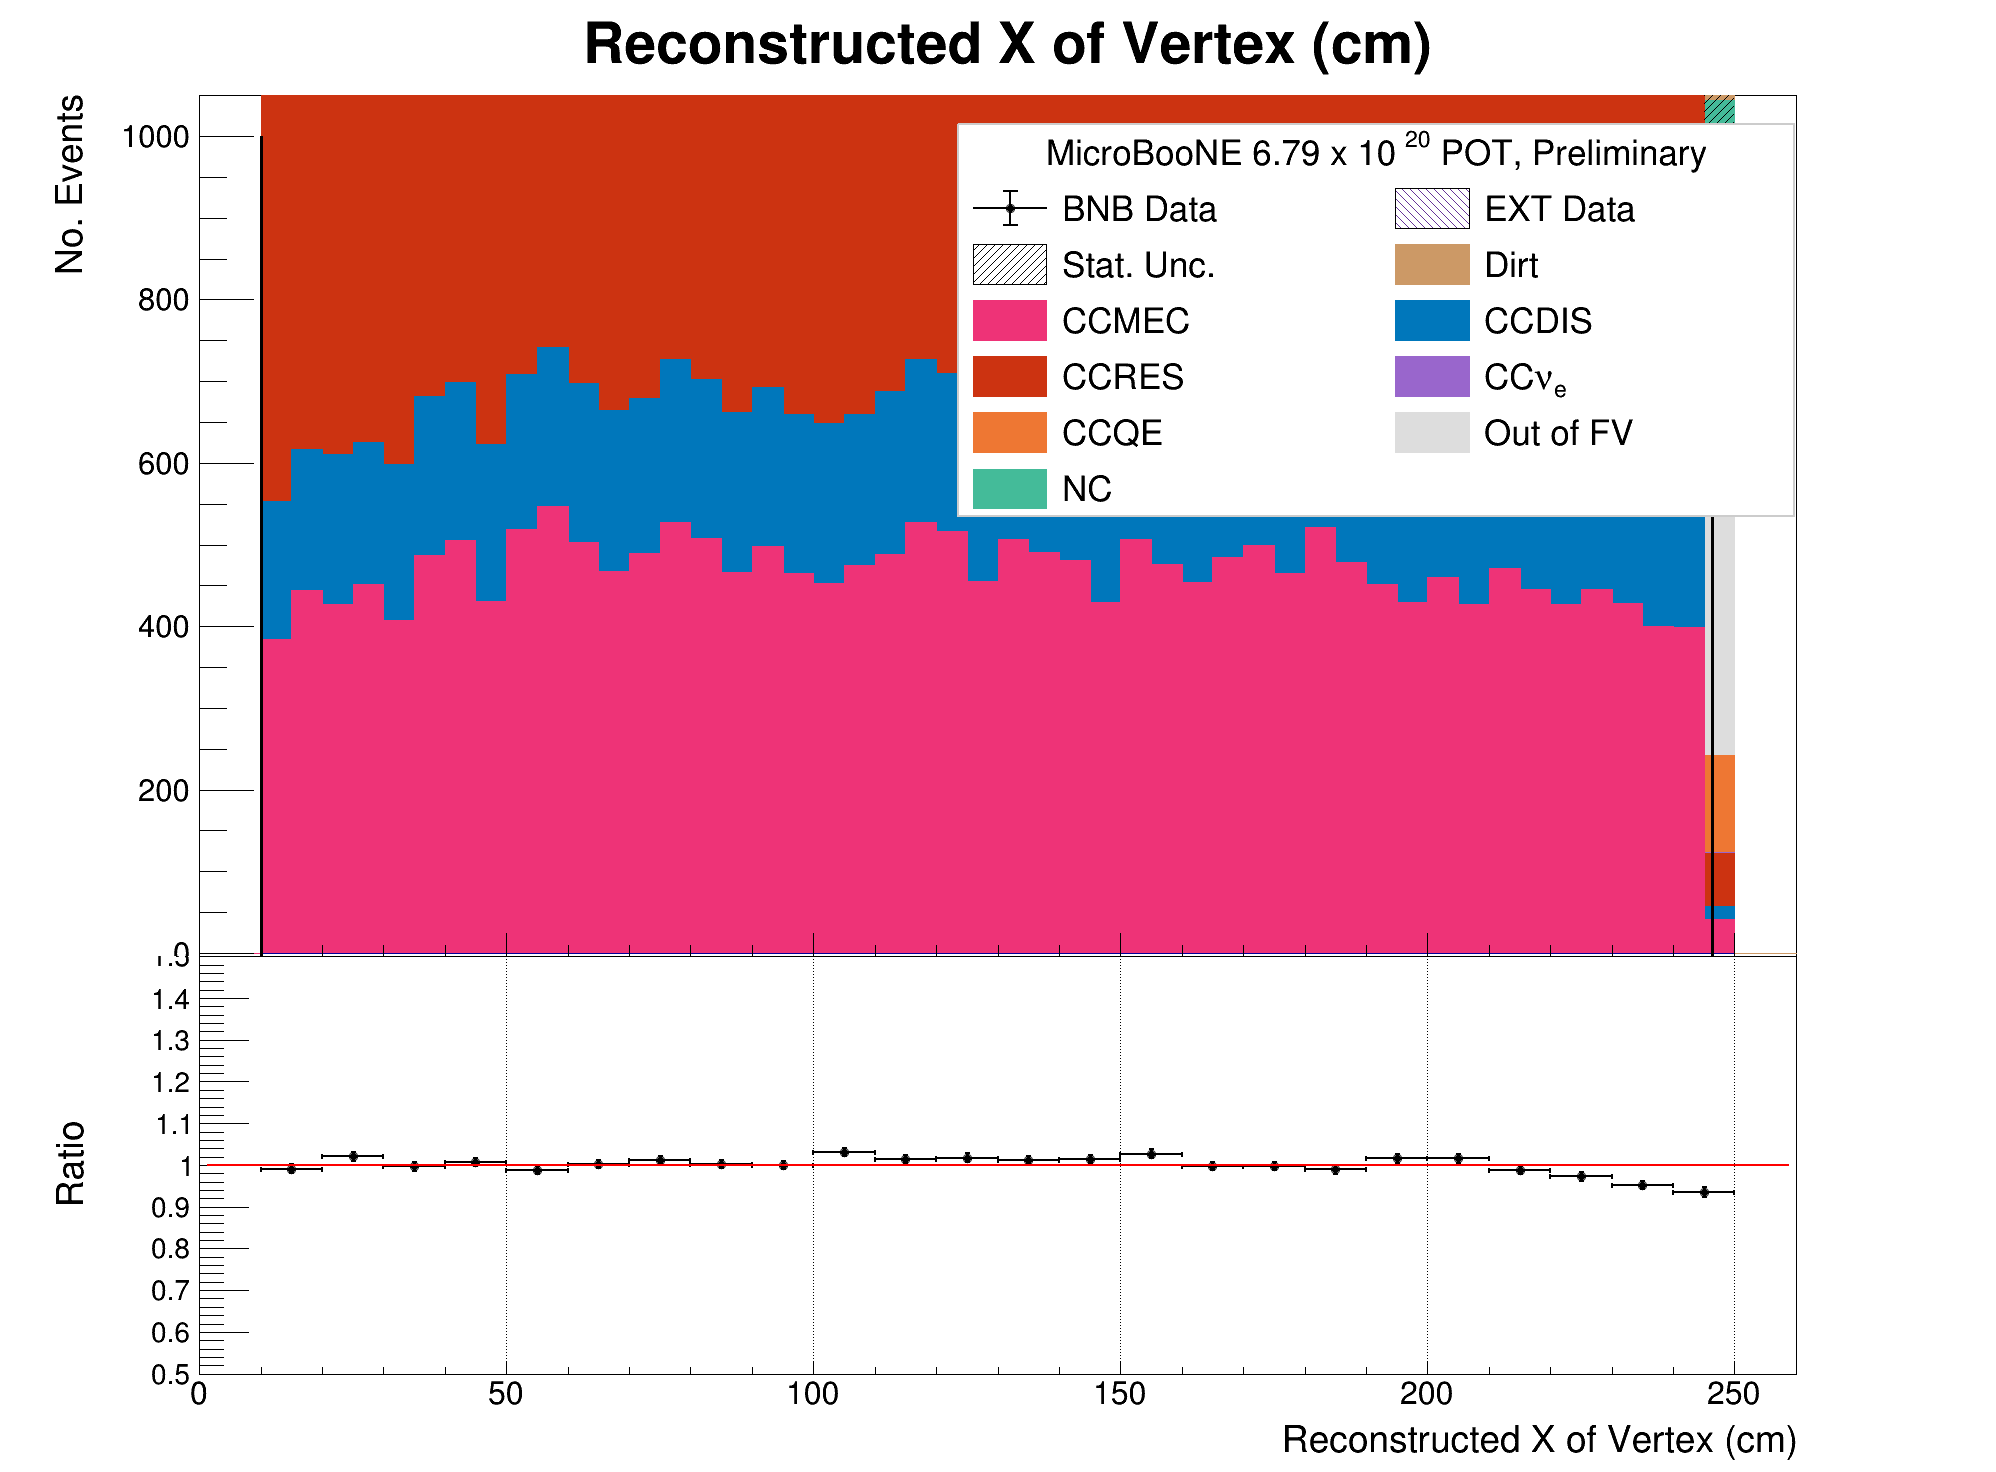 Reconstructed X of Vertex (cm)
No. Events
1000
800
600
400
200
0
MicroBooNE 6.79 x 10 20 POT, Preliminary
BNB Data
EXT Data
Stat. Unc.
Dirt
CCMEC
CCDIS
CCRES
CCνe
CCQE
Out of FV
NC
Ratio
1.5
1.4
1.3
1.2
1.1
1
0.9
0.8
0.7
0.6
0.5
0 50 100 150 200 250
Reconstructed X of Vertex (cm)